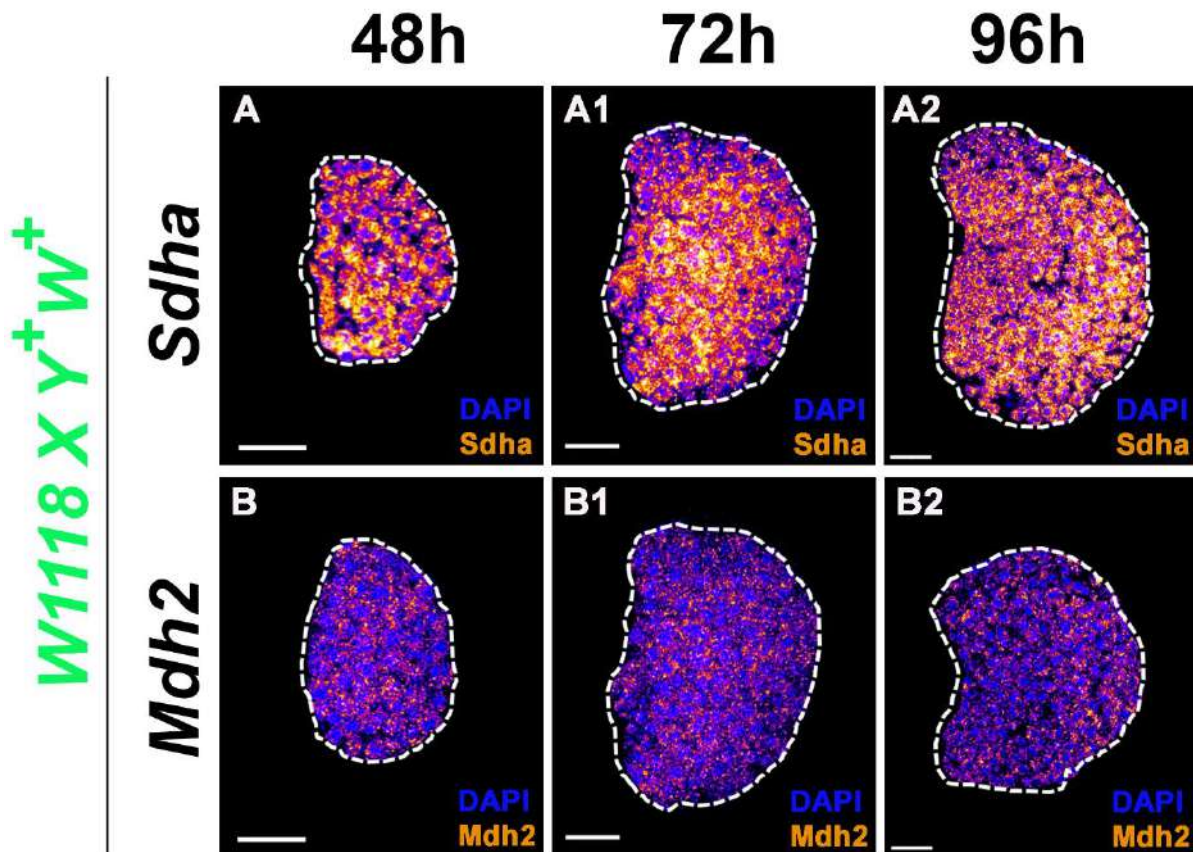 48h 72h 96h
W1118 X Y+W+
Sdha
A
DAPI
Sdha
A1
DAPI
Sdha
A2
DAPI
Sdha
Mdh2
B
DAPI
Mdh2
B1
DAPI
Mdh2
B2
DAPI
Mdh2